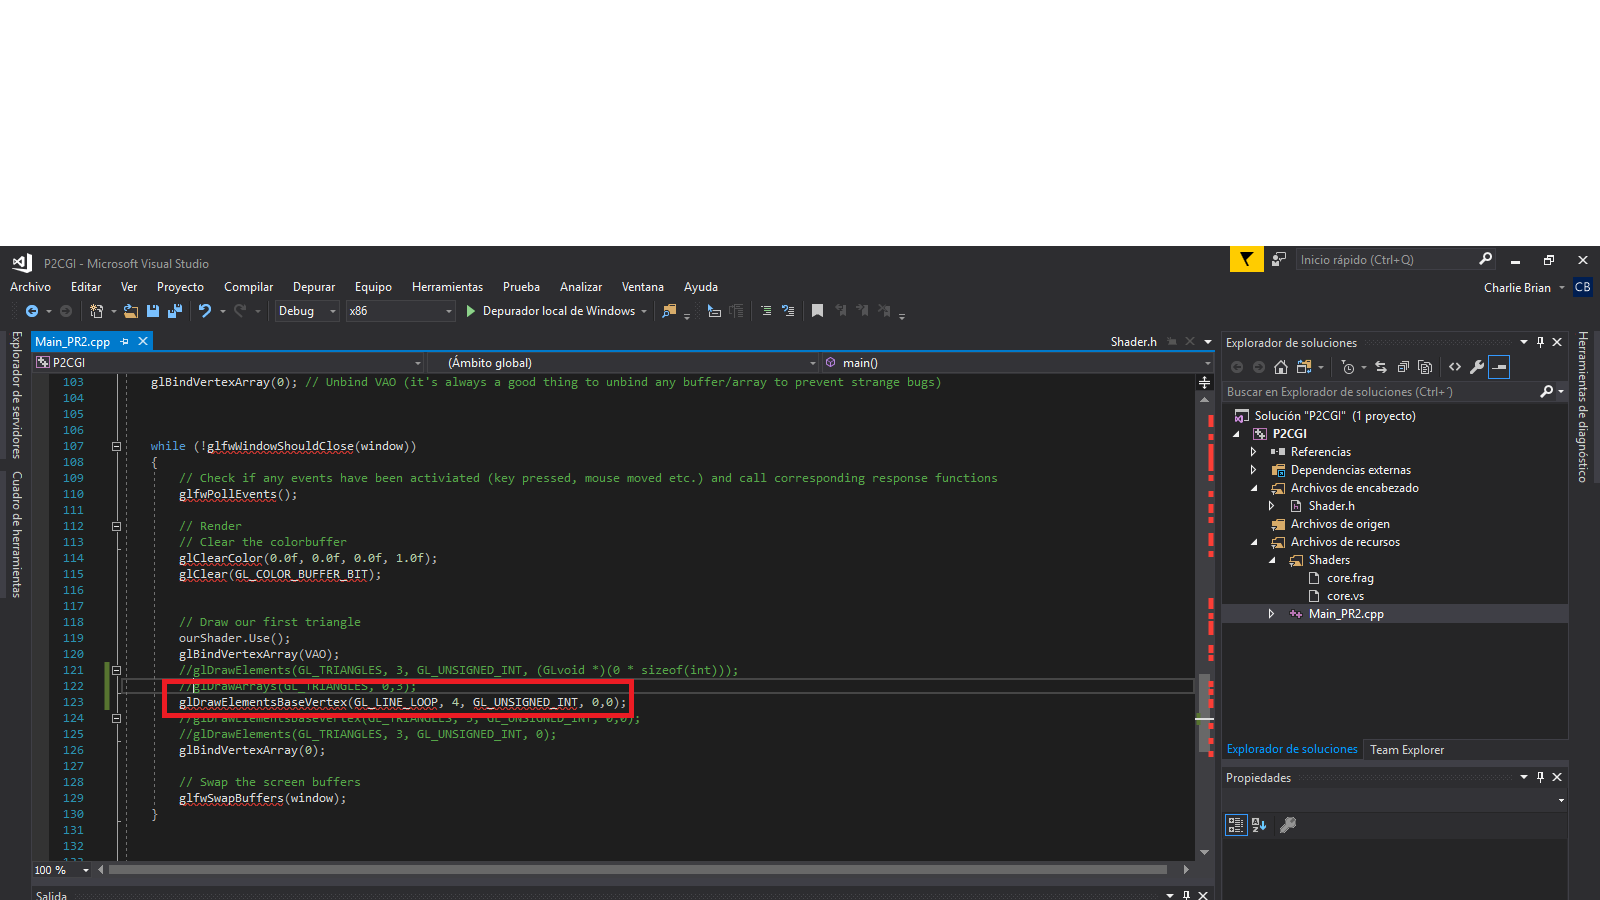 P2CGI - Microsoft Visual Studio
Inicio rápido (Ctrl+Q)
Archivo Editar Ver Proyecto Compilar Depurar Equipo Herramientas Prueba Analizar Ventana Ayuda
Charlie Brian CB
Debug x86 Depurador local de Windows
Explorador de servidores
Cuadro de herramientas
Main_PR2.cpp
Shader.h
P2CGI (Ámbito global) main()
103 glBindVertexArray(0); // Unbind VAO (it's always a good thing to unbind any buffer/array to prevent strange bugs)
104
105
106
107 while (!glfwWindowShouldClose(window))
108 {
109 // Check if any events have been activiated (key pressed, mouse moved etc.) and call corresponding response functions
110 glfwPollEvents();
111
112 // Render
113 // Clear the colorbuffer
114 glClearColor(0.0f, 0.0f, 0.0f, 1.0f);
115 glClear(GL_COLOR_BUFFER_BIT);
116
117
118 // Draw our first triangle
119 ourShader.Use();
120 glBindVertexArray(VAO);
121 //glDrawElements(GL_TRIANGLES, 3, GL_UNSIGNED_INT, (GLvoid *)(0 * sizeof(int)));
122 //glDrawArrays(GL_TRIANGLES, 0,3);
123 glDrawElementsBaseVertex(GL_LINE_LOOP, 4, GL_UNSIGNED_INT, 0,0);
124 //glDrawElementsBaseVertex(GL_TRIANGLES, 3, GL_UNSIGNED_INT, 0,0);
125 //glDrawElements(GL_TRIANGLES, 3, GL_UNSIGNED_INT, 0);
126 glBindVertexArray(0);
127
128 // Swap the screen buffers
129 glfwSwapBuffers(window);
130 }
131
132
100 %
Salida
Explorador de soluciones
Buscar en Explorador de soluciones (Ctrl+´)
Solución "P2CGI" (1 proyecto)
P2CGI
Referencias
Dependencias externas
Archivos de encabezado
Shader.h
Archivos de origen
Archivos de recursos
Shaders
core.frag
core.vs
Main_PR2.cpp
Explorador de soluciones Team Explorer
Propiedades
Herramientas de diagnóstico